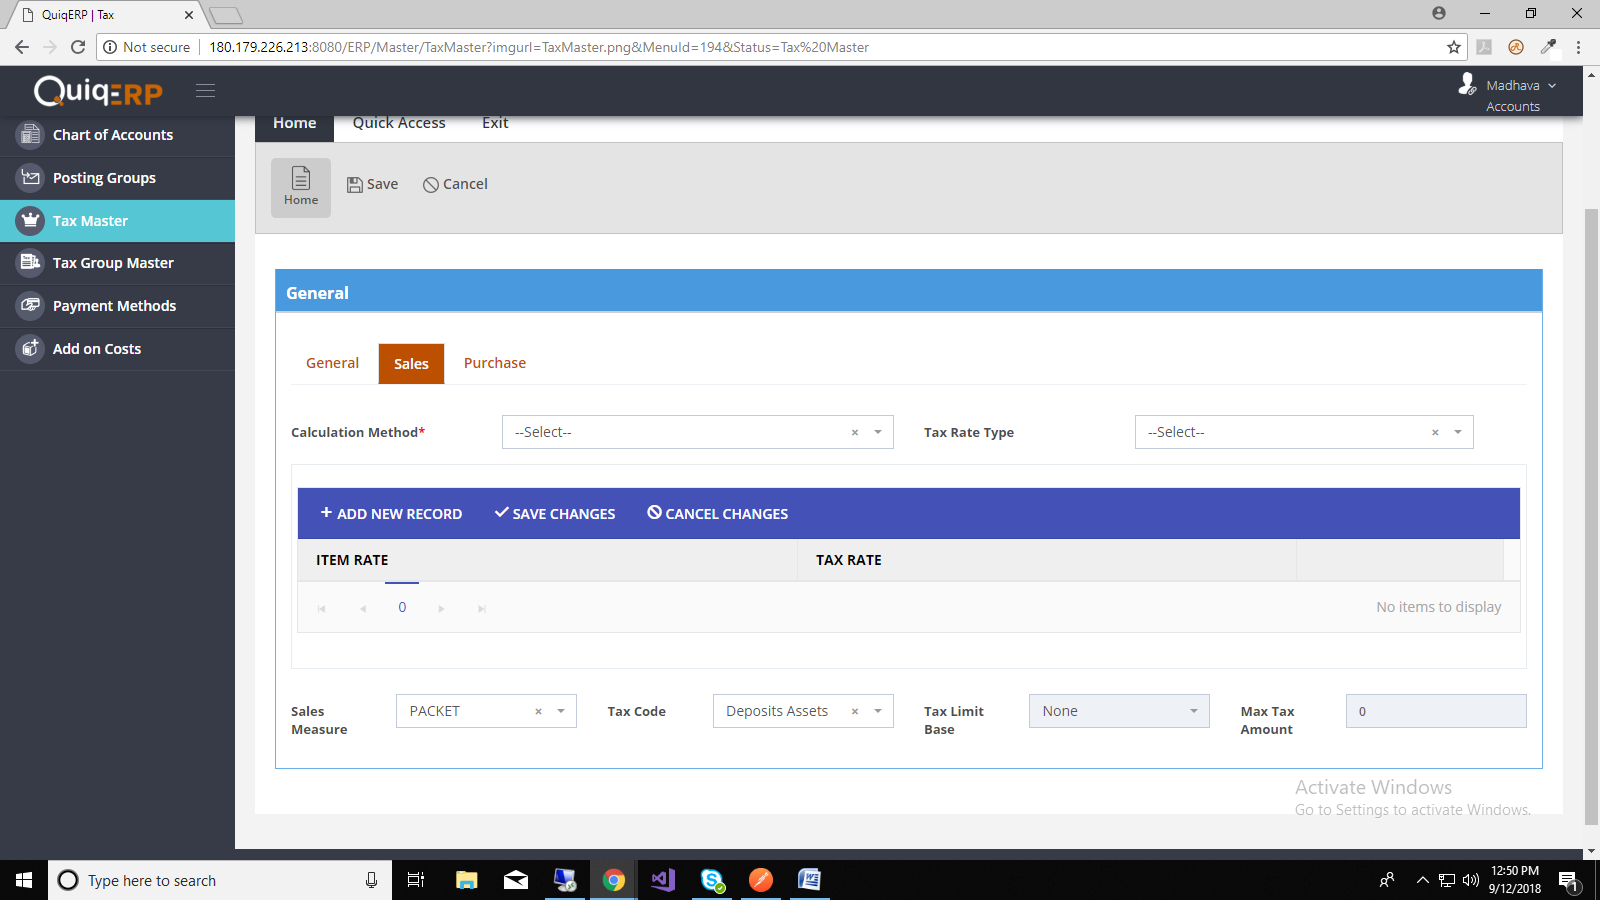 QuiqERP | Tax
Not secure 180.179.226.213:8080/ERP/Master/TaxMaster?imgurl=TaxMaster.png&MenuId=194&Status=Tax%20Master
QuiqERP
Madhava
Accounts
Chart of Accounts
Posting Groups
Tax Master
Tax Group Master
Payment Methods
Add on Costs
Home Quick Access Exit
Home Save Cancel
General
General Sales Purchase
Calculation Method* --Select-- × Tax Rate Type --Select-- ×
+ ADD NEW RECORD SAVE CHANGES CANCEL CHANGES
ITEM RATE TAX RATE
0 No items to display
Sales Measure PACKET × Tax Code Deposits Assets × Tax Limit Base None Max Tax Amount 0
Activate Windows
Go to Settings to activate Windows.
Type here to search
12:50 PM
9/12/2018
1